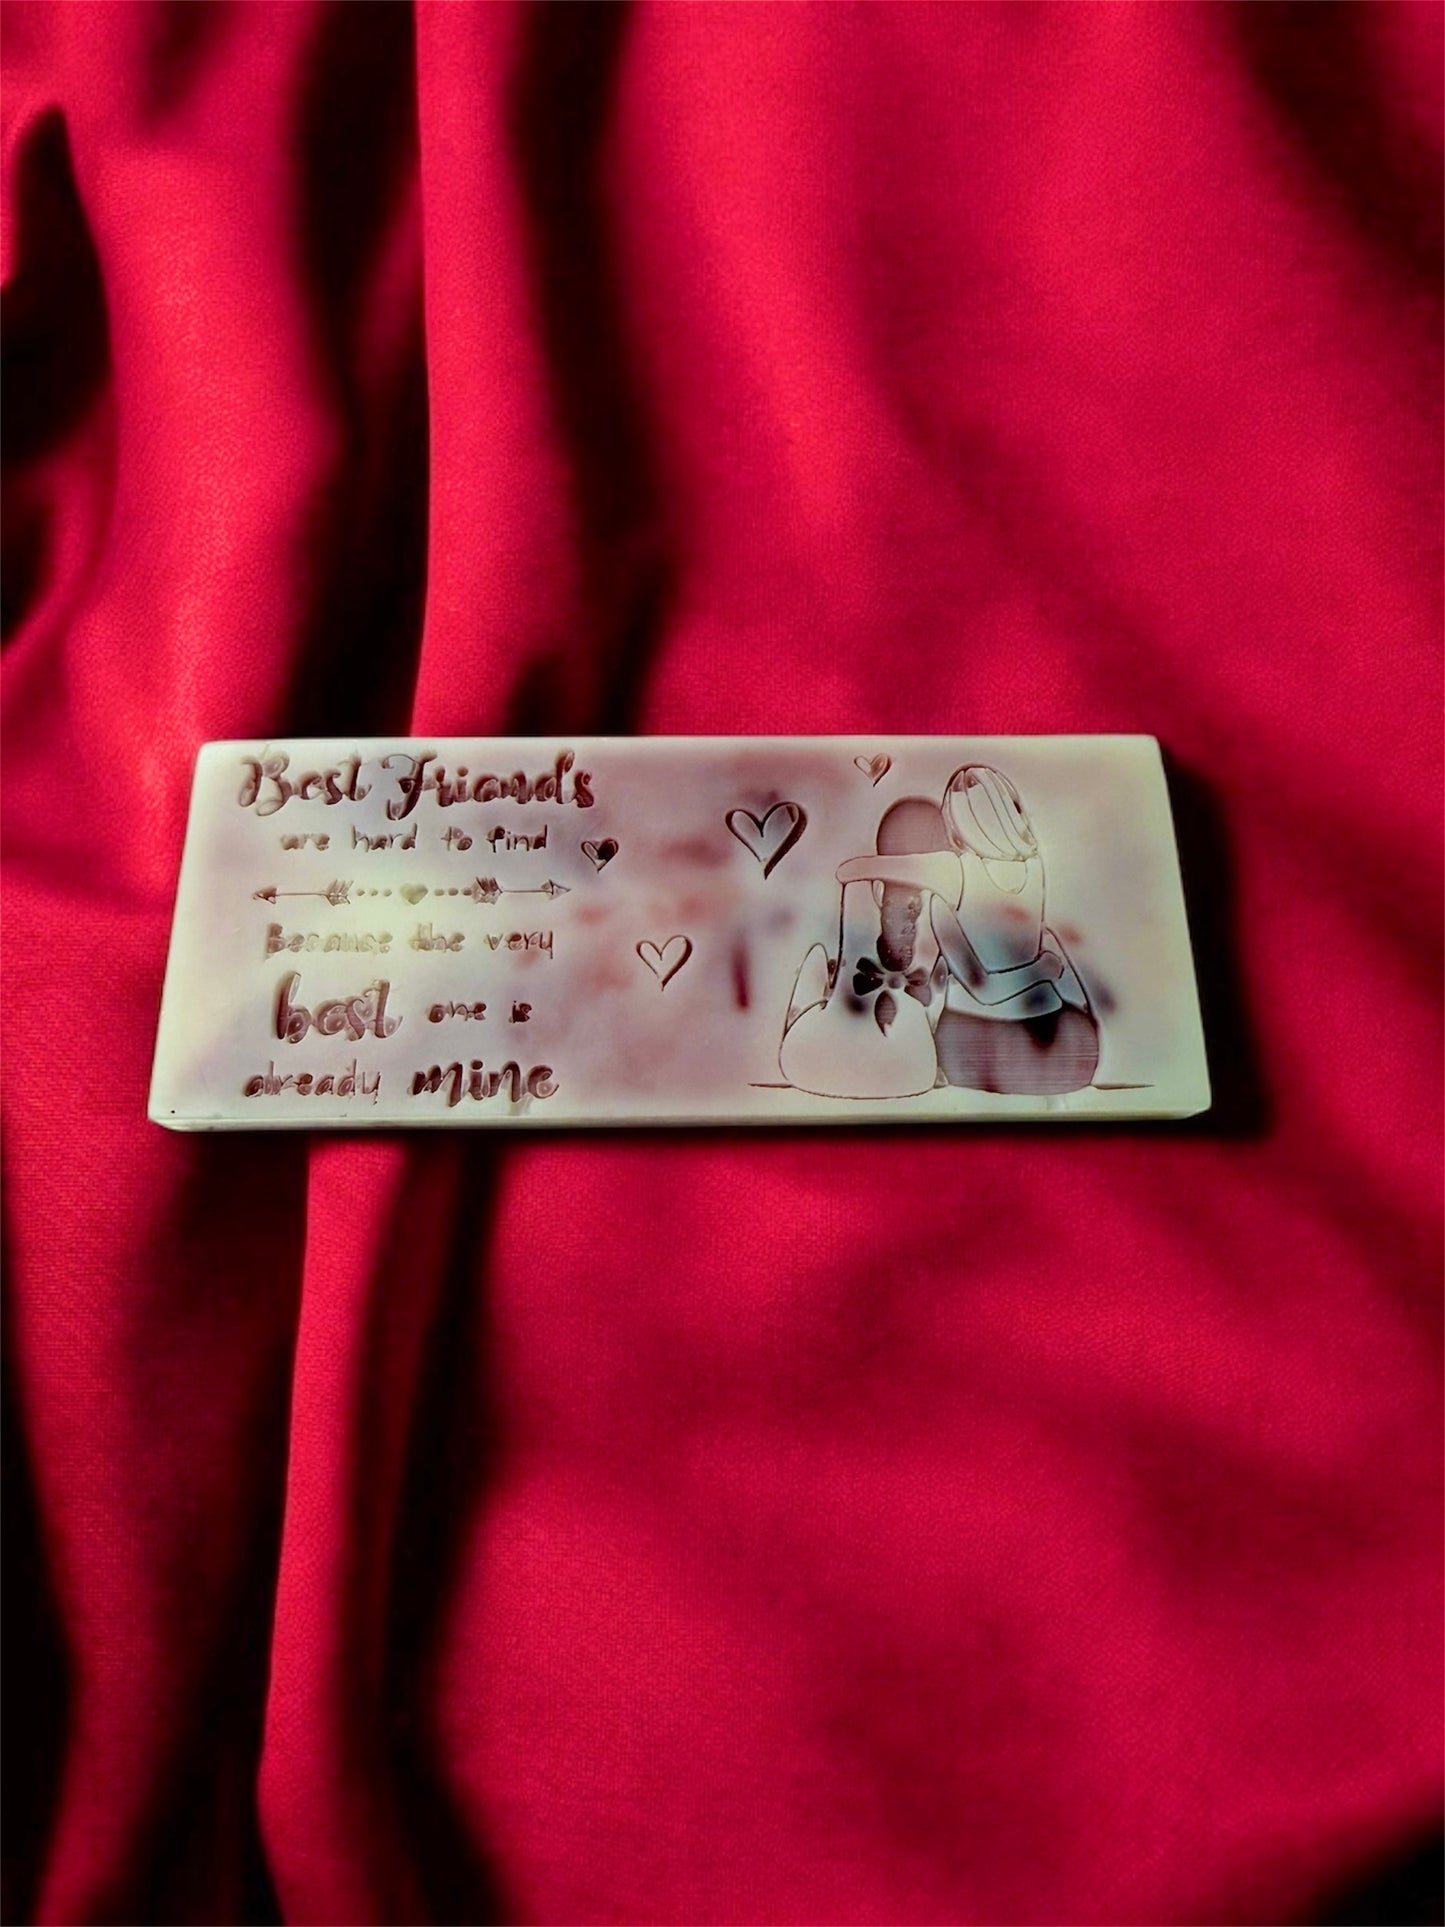 Best Friends
are hard to find
Because the very
best one is
already mine